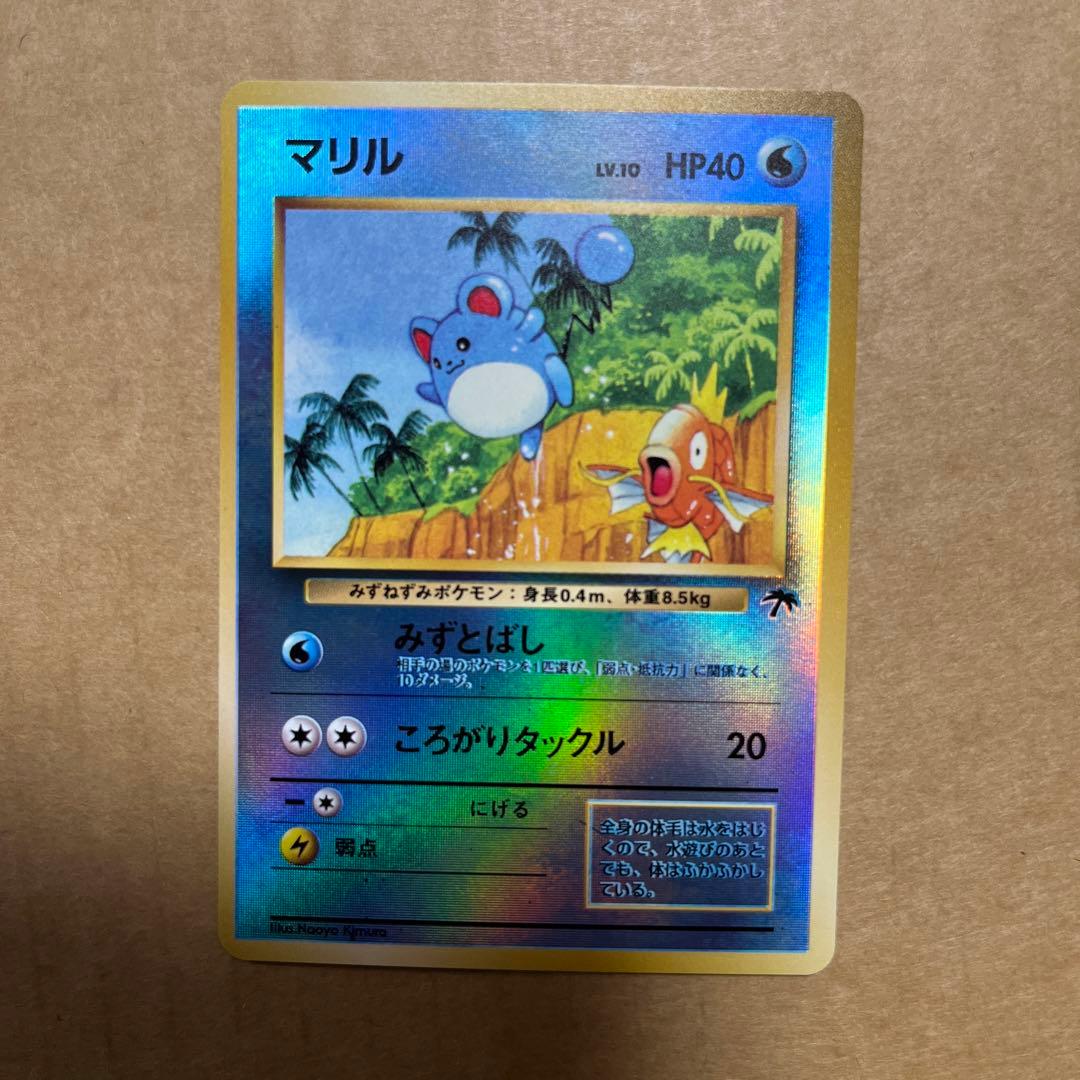 マリル LV.10 HP40
みずねずみポケモン：身長0.4m、体重8.5kg
みずとばし
相手の場のポケモンを1匹選び、「弱点・抵抗力」に関係なく、
10ダメージ。
ころがりタックル 20
にげる
弱点
全身の体毛は水をはじ
くので、水遊びのあと
でも、体はふかふかし
ている。
Illus.Naoyo Kimura